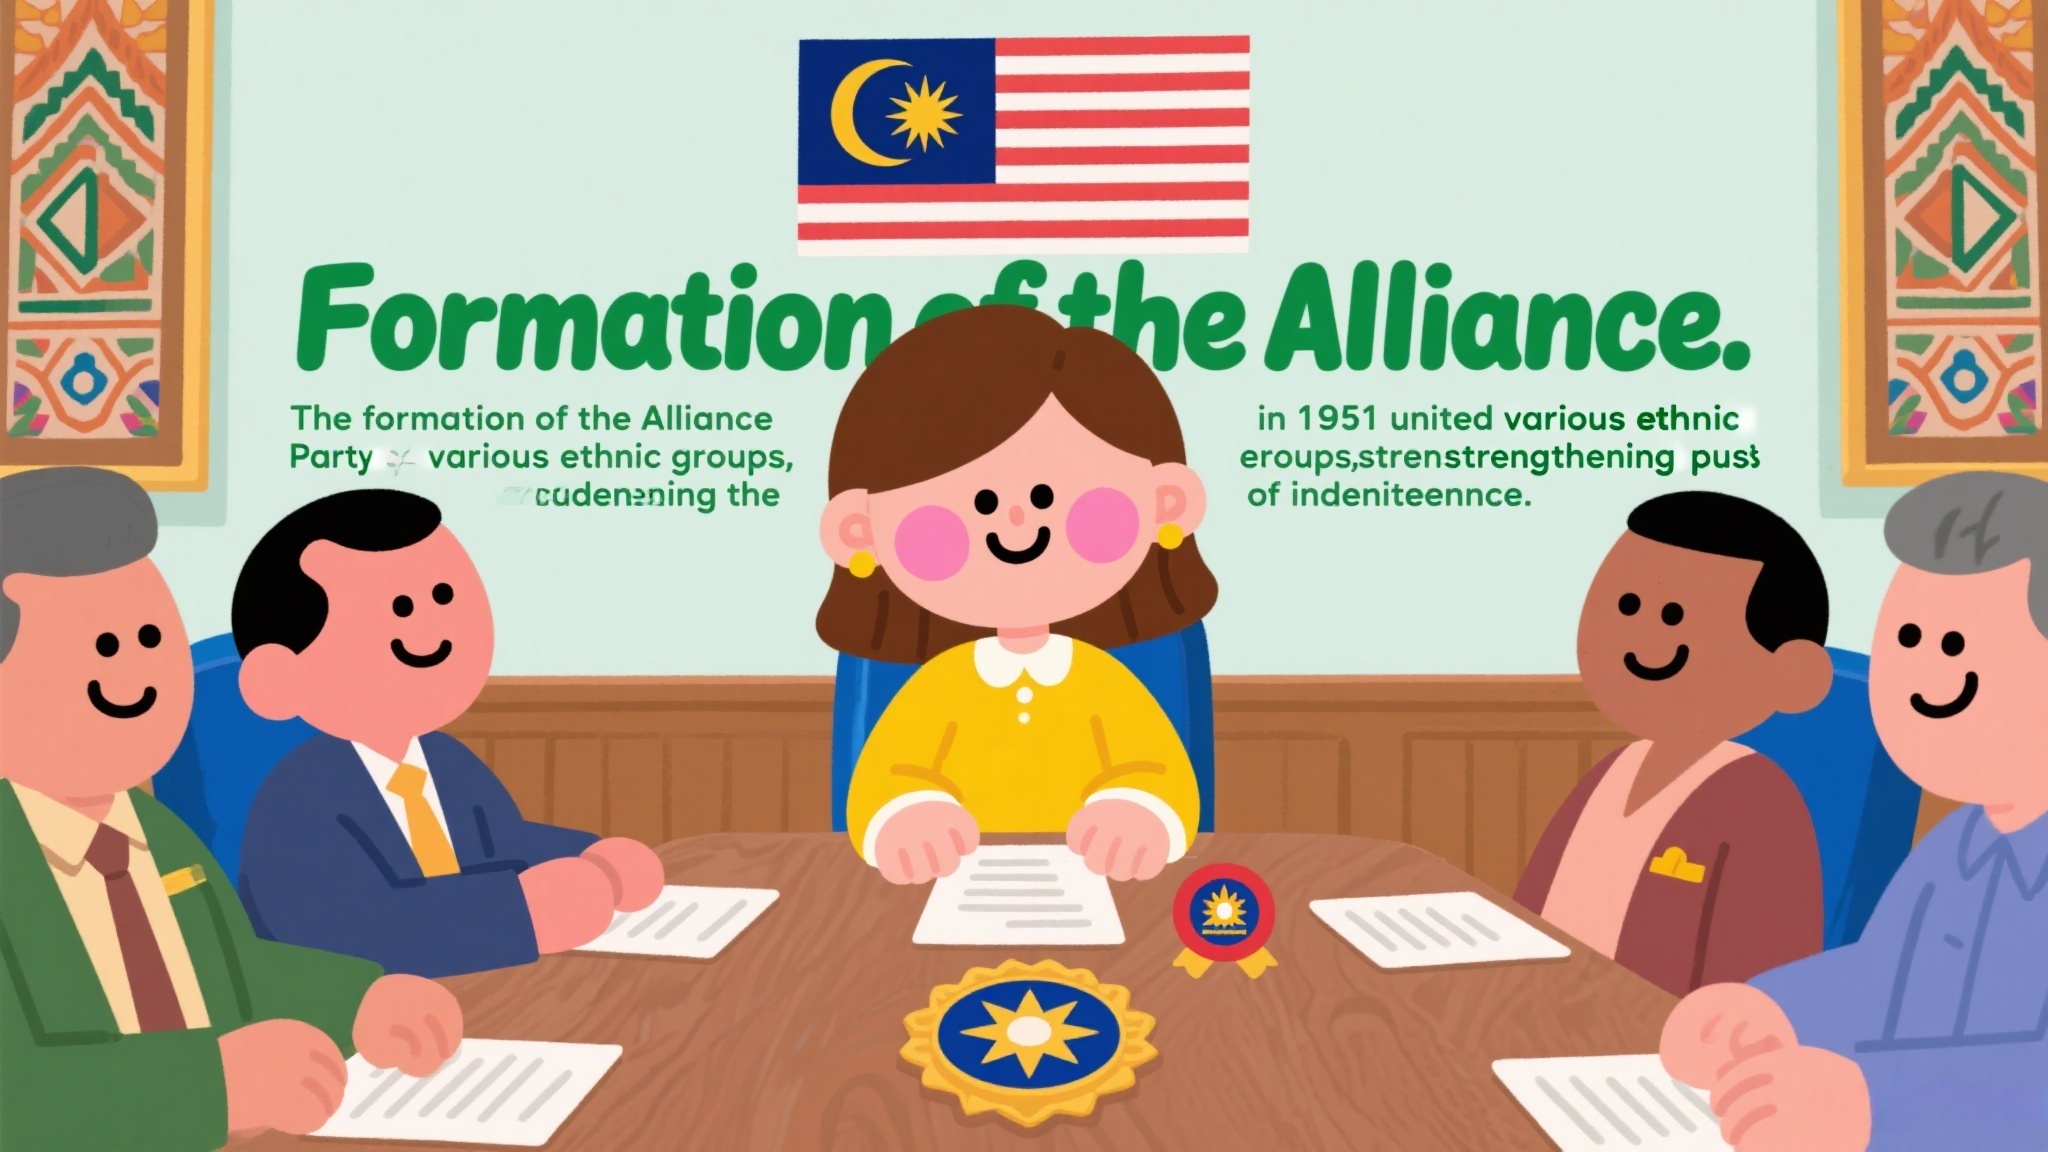 Formation of the Alliance.
The formation of the Alliance
Party various ethnic groups,
the
in 1951 united various ethnic
eroups,strenstrengthening pust
of indeniteennce.